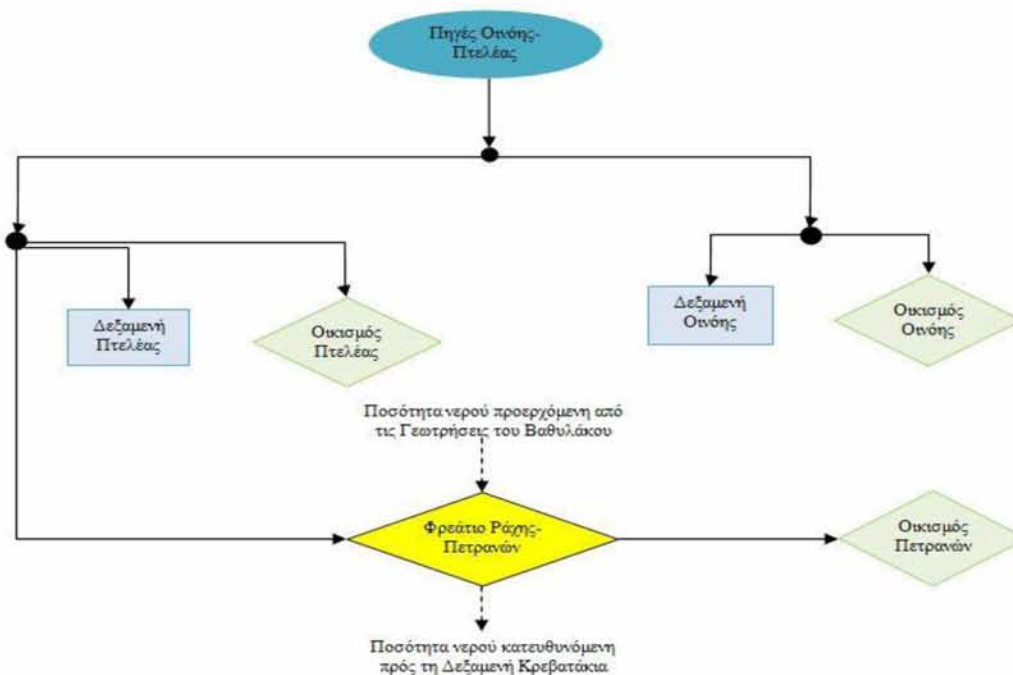 Πηγές Οινόης-
Πτελέας
Δεξαμενή
Πτελέας
Οικισμός
Πτελέας
Δεξαμενή
Οινόης
Οικισμός
Οινόης
Ποσότητα νερού προερχόμενη από
τις Γεωτρήσεις του Βαθυλάκου
Φρεάτιο Ράχης-
Πετρανών
Οικισμός
Πετρανών
Ποσότητα νερού κατευθυνόμενη
πρός τη Δεξαμενή Κρεβατάκια